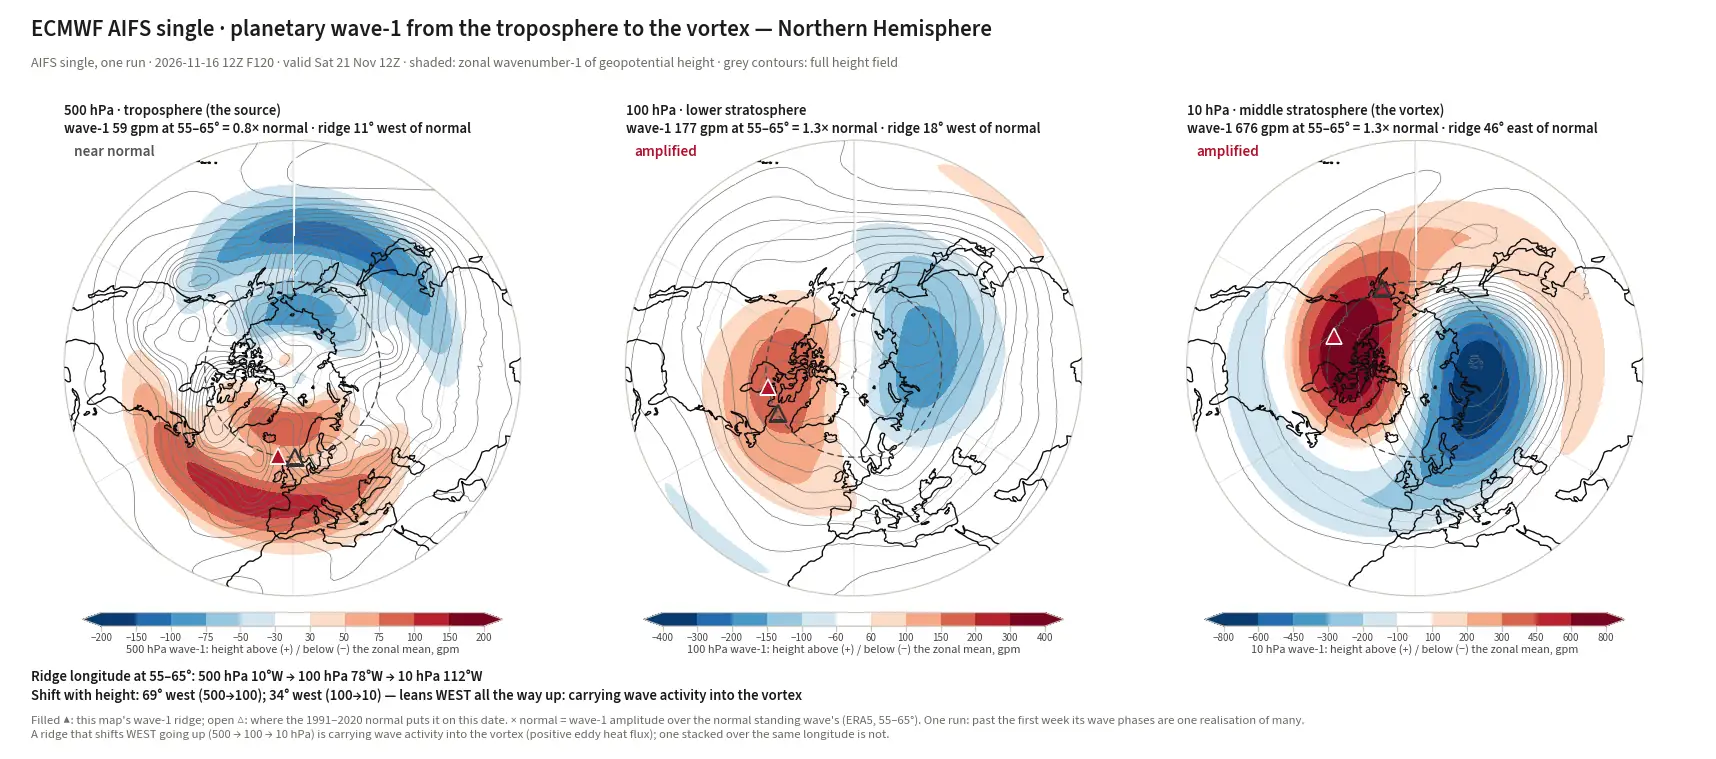 ECMWF AIFS single · planetary wave-1 from the troposphere to the vortex — Northern Hemisphere
AIFS single, one run · 2026-11-16 12Z F120 · valid Sat 21 Nov 12Z · shaded: zonal wavenumber-1 of geopotential height · grey contours: full height field
500 hPa · troposphere (the source)
wave-1 59 gpm at 55–65° = 0.8× normal · ridge 11° west of normal
near normal
100 hPa · lower stratosphere
wave-1 177 gpm at 55–65° = 1.3× normal · ridge 18° west of normal
amplified
10 hPa · middle stratosphere (the vortex)
wave-1 676 gpm at 55–65° = 1.3× normal · ridge 46° east of normal
amplified
−200 −150 −100 −75 −50 −30 30 50 75 100 150 200
500 hPa wave-1: height above (+) / below (−) the zonal mean, gpm
−400 −300 −200 −150 −100 −60 60 100 150 200 300 400
100 hPa wave-1: height above (+) / below (−) the zonal mean, gpm
−800 −600 −450 −300 −200 −100 100 200 300 450 600 800
10 hPa wave-1: height above (+) / below (−) the zonal mean, gpm
Ridge longitude at 55–65°: 500 hPa 10°W → 100 hPa 78°W → 10 hPa 112°W
Shift with height: 69° west (500→100); 34° west (100→10) — leans WEST all the way up: carrying wave activity into the vortex
Filled ▲: this map's wave-1 ridge; open △: where the 1991–2020 normal puts it on this date. × normal = wave-1 amplitude over the normal standing wave's (ERA5, 55–65°). One run: past the first week its wave phases are one realisation of many.
A ridge that shifts WEST going up (500 → 100 → 10 hPa) is carrying wave activity into the vortex (positive eddy heat flux); one stacked over the same longitude is not.